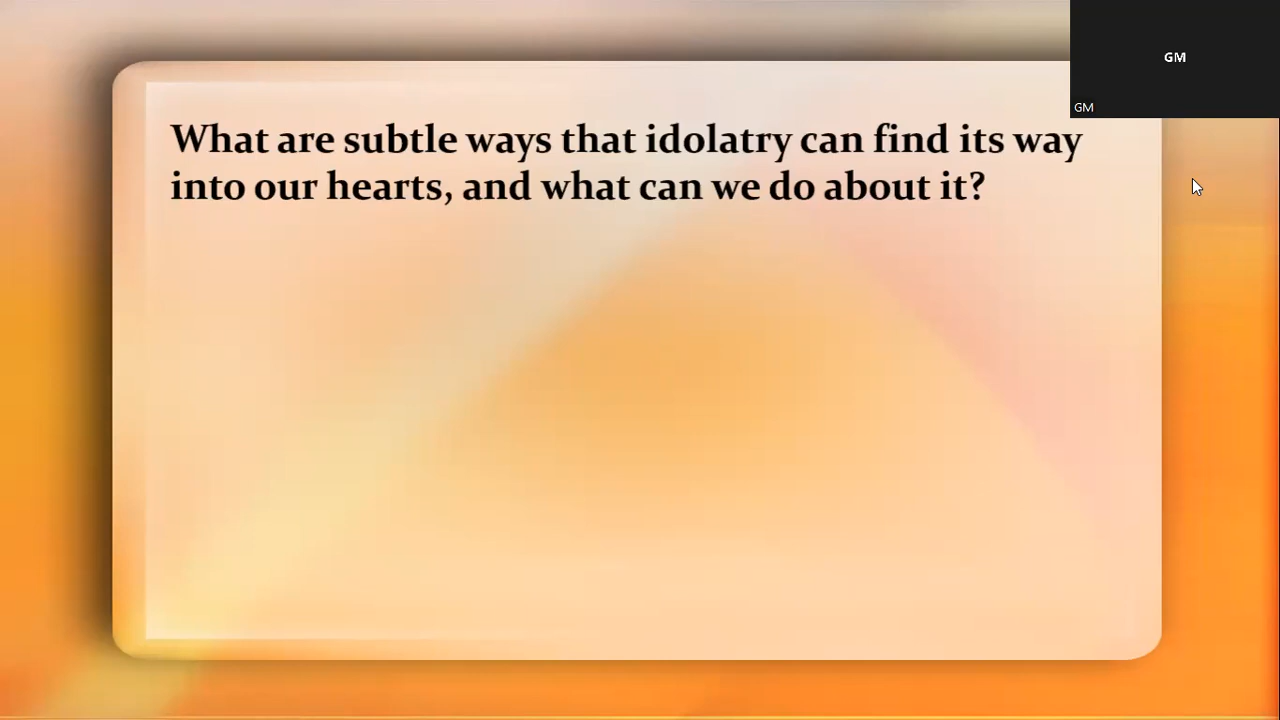 GM
GM
What are subtle ways that idolatry can find its way
into our hearts, and what can we do about it?